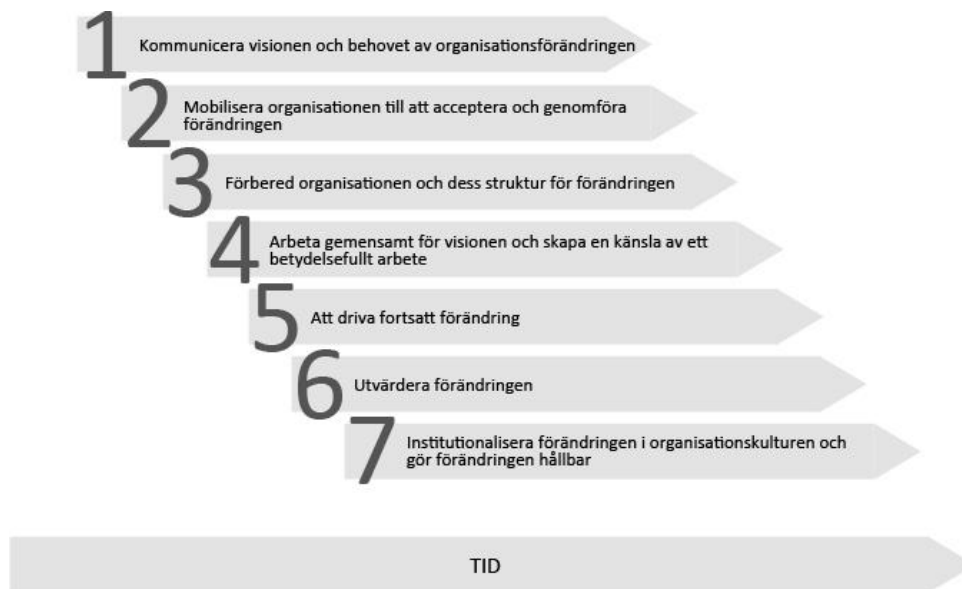 1 Kommunicera visionen och behovet av organisationsförändringen
2 Mobilisera organisationen till att acceptera och genomföra
förändringen
3 Förbered organisationen och dess struktur för förändringen
4 Arbeta gemensamt för visionen och skapa en känsla av ett
betydelsefullt arbete
5 Att driva fortsatt förändring
6 Utvärdera förändringen
7 Institutionalisera förändringen i organisationskulturen och
gör förändringen hållbar
TID